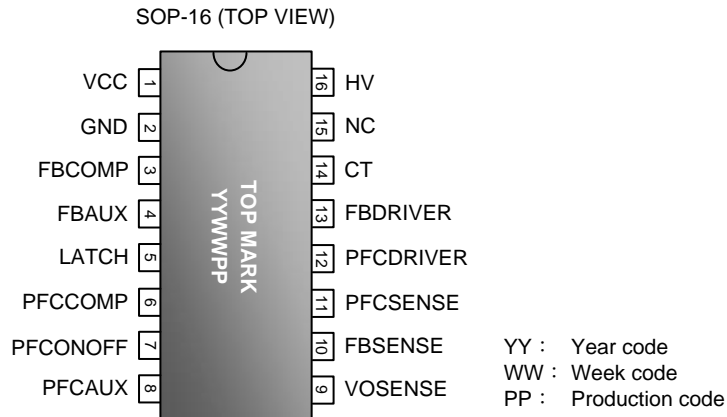 SOP-16 (TOP VIEW)
VCC 1
GND 2
FBCOMP 3
FBAUX 4
LATCH 5
PFCCOMP 6
PFCONOFF 7
PFCAUX 8
TOP MARK
YYWWPP
16 HV
15 NC
14 CT
13 FBDRIVER
12 PFCDRIVER
11 PFCSENSE
10 FBSENSE
9 VOSENSE
YY : Year code
WW : Week code
PP : Production code